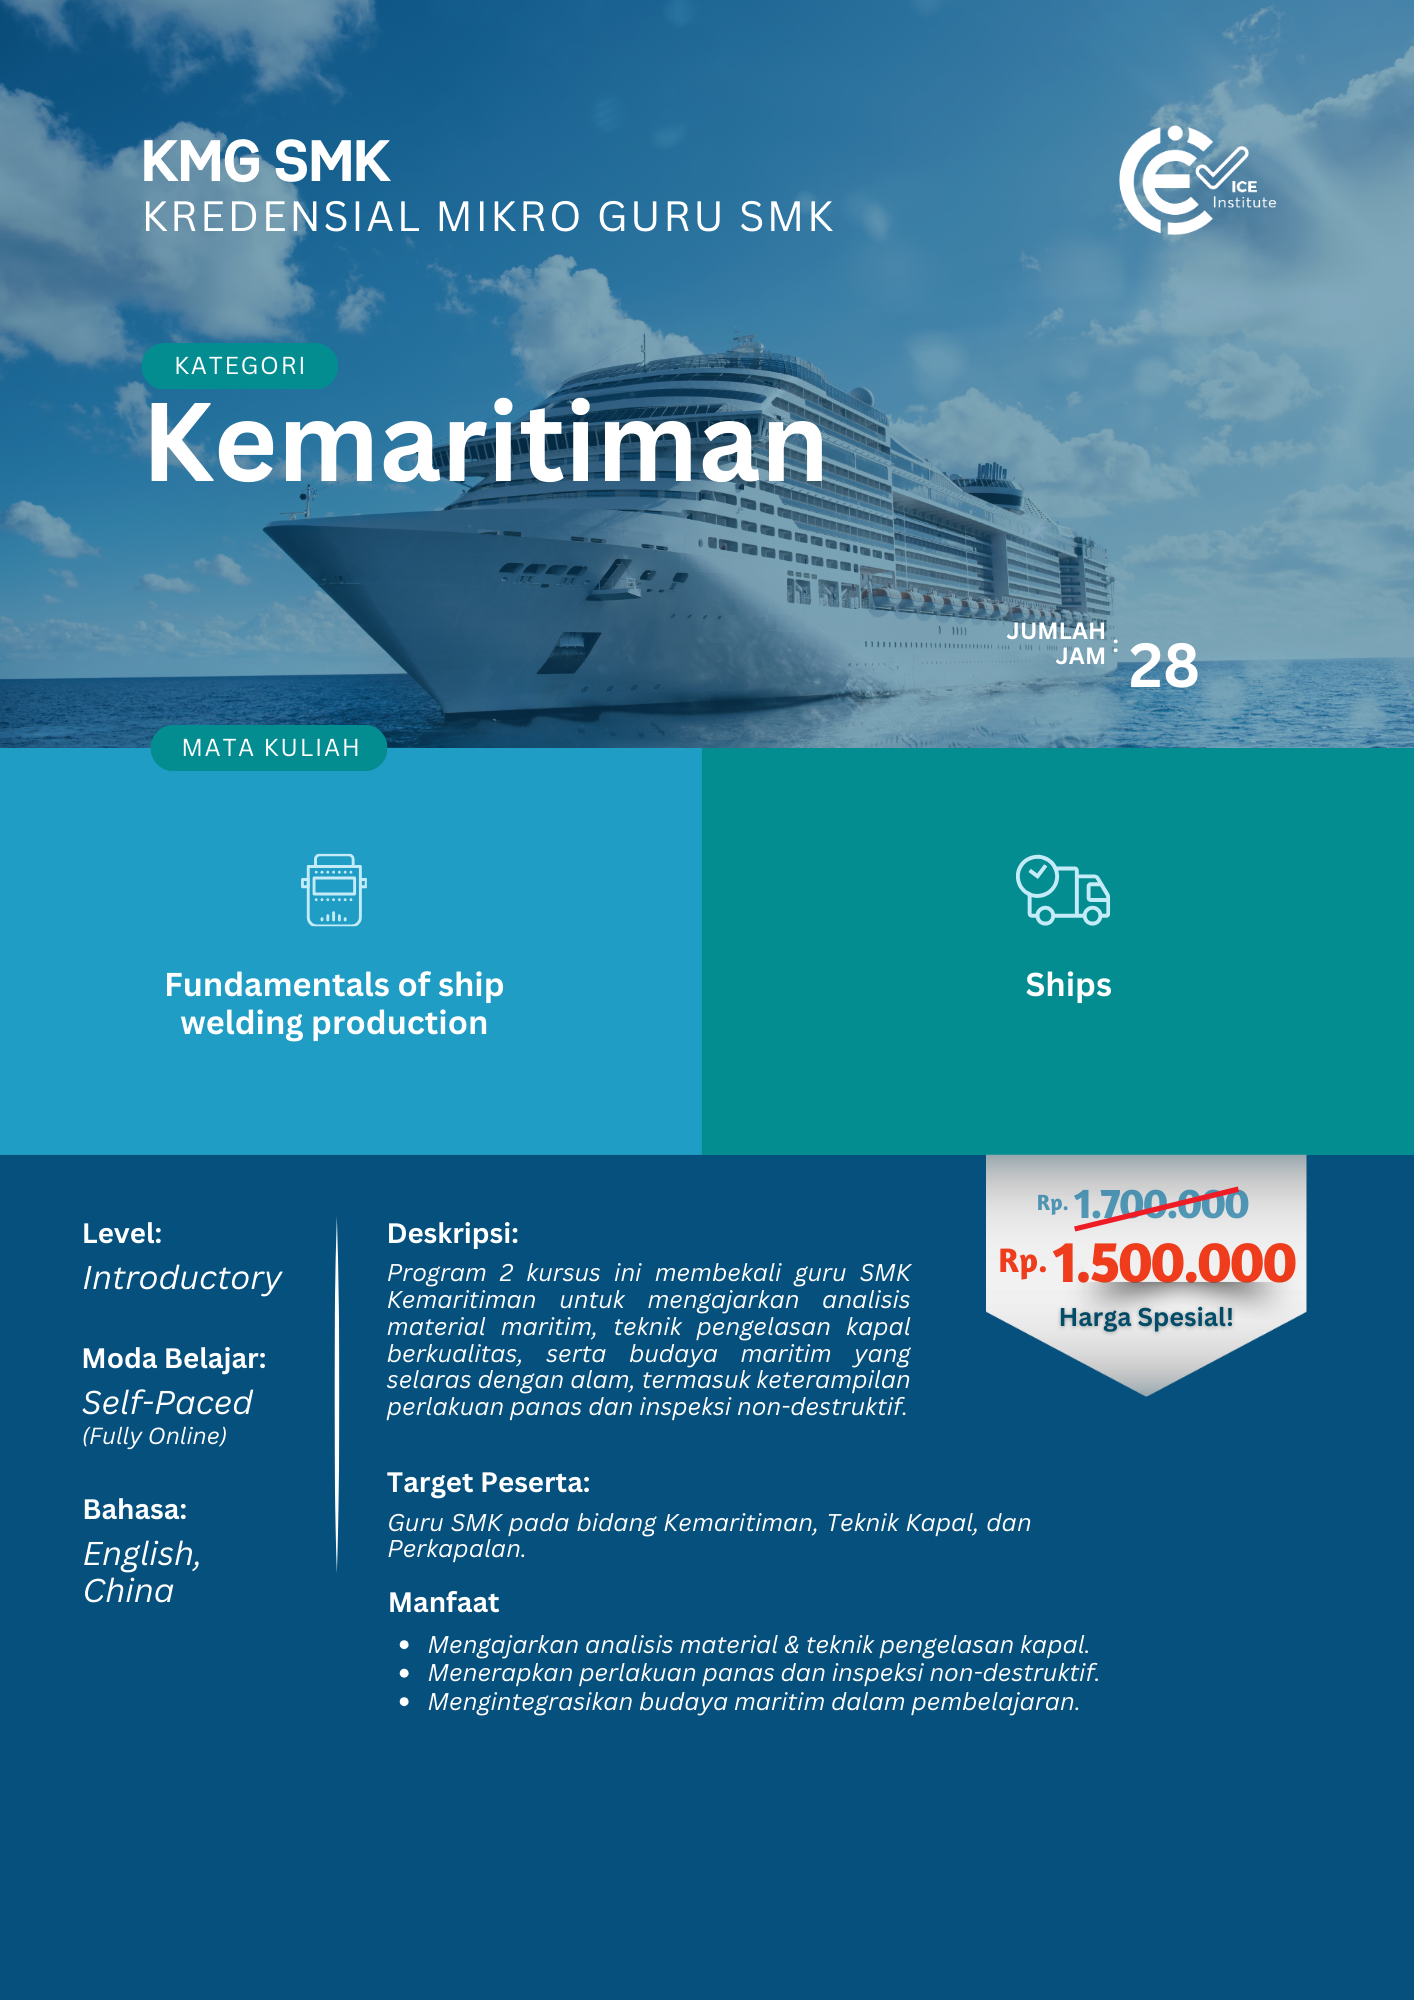 KMG SMK
KREDENSIAL MIKRO GURU SMK
ICE
Institute
KATEGORI
Kemaritiman
JUMLAH
JAM : 28
MATA KULIAH
Fundamentals of ship
welding production
Ships
Rp. 1.700.000
Rp. 1.500.000
Harga Spesial!
Level:
Introductory
Moda Belajar:
Self-Paced
(Fully Online)
Bahasa:
English,
China
Deskripsi:
Program 2 kursus ini membekali guru SMK
Kemaritiman untuk mengajarkan analisis
material maritim, teknik pengelasan kapal
berkualitas, serta budaya maritim yang
selaras dengan alam, termasuk keterampilan
perlakuan panas dan inspeksi non-destruktif.
Target Peserta:
Guru SMK pada bidang Kemaritiman, Teknik Kapal, dan
Perkapalan.
Manfaat
• Mengajarkan analisis material & teknik pengelasan kapal.
• Menerapkan perlakuan panas dan inspeksi non-destruktif.
• Mengintegrasikan budaya maritim dalam pembelajaran.